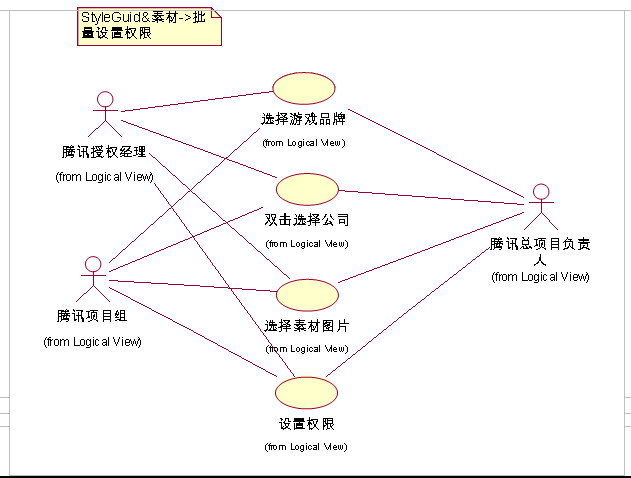 StyleGuid&素材->批
量设置权限
选择游戏品牌
(from Logical View)
腾讯授权经理
(from Logical View)
双击选择公司
(from Logical View)
腾讯总项目负责
人
(from Logical View)
腾讯项目组
(from Logical View)
选择素材图片
(from Logical View)
设置权限
(from Logical View)